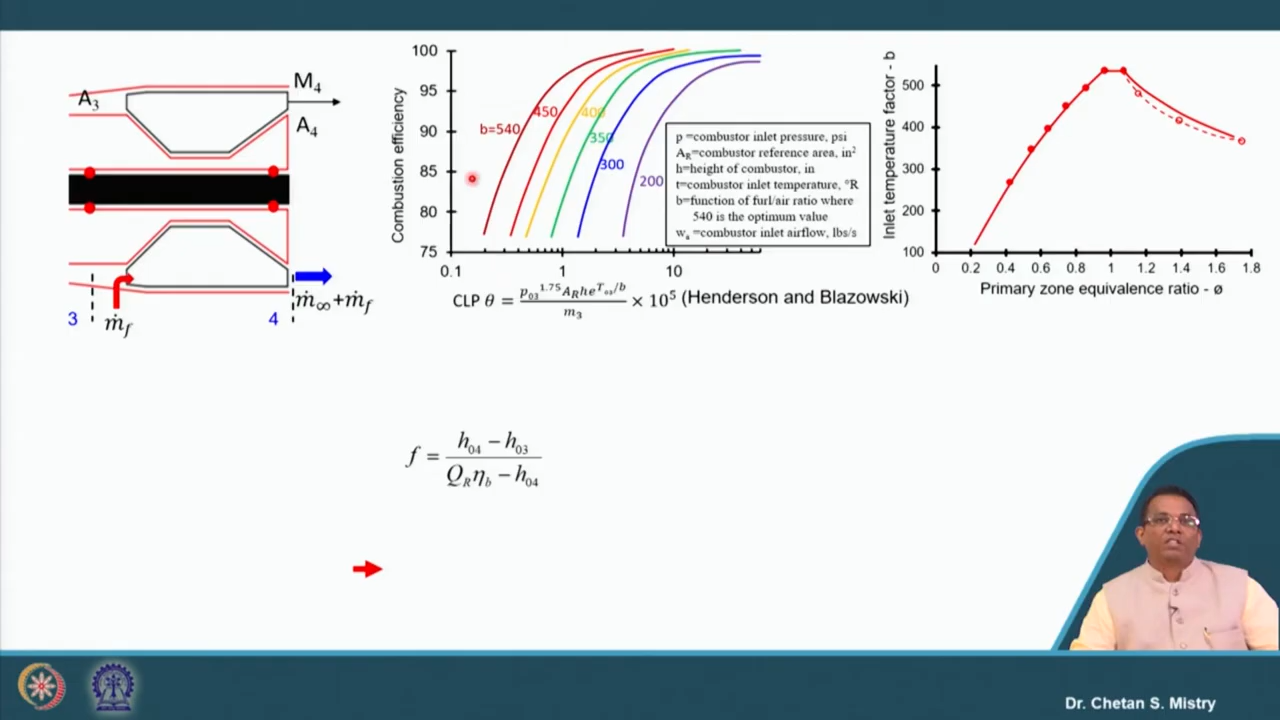 A₃
M₄
A₄
ṁ∞+ṁf
3
ṁf
4
Combustion efficiency
100
95
90
85
80
75
b=540
450
400
350
300
200
0.1
1
10
p =combustor inlet pressure, psi
A_R=combustor reference area, in²
h=height of combustor, in
t=combustor inlet temperature, °R
b=function of furl/air ratio where
540 is the optimum value
wₐ =combustor inlet airflow, lbs/s
CLP θ = p₀₃^1.75 A_R h e^(T₀₃/b) / m₃ × 10⁵ (Henderson and Blazowski)
Inlet temperature factor - b
500
400
300
200
100
0
0.2
0.4
0.6
0.8
1
1.2
1.4
1.6
1.8
Primary zone equivalence ratio - ø
f = (h₀₄ − h₀₃) / (Q_R η_b − h₀₄)
Dr. Chetan S. Mistry